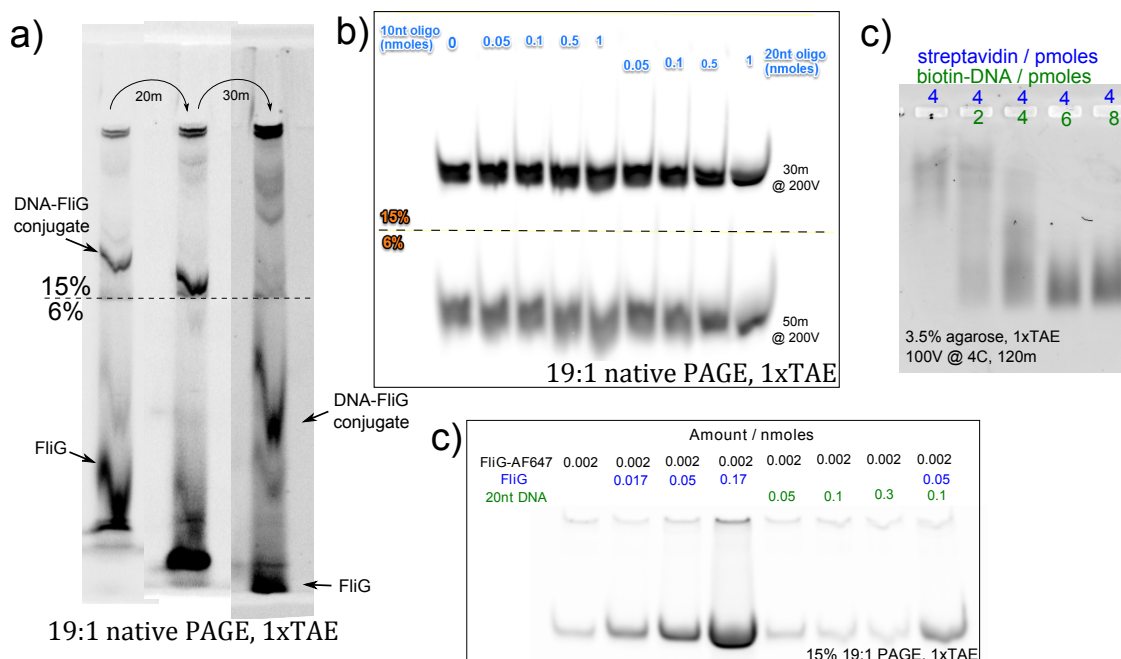 a)
20m
30m
DNA-FliG
conjugate
15%
6%
FliG
DNA-FliG
conjugate
FliG
19:1 native PAGE, 1xTAE
b)
10nt oligo
(nmoles)
0
0.05
0.1
0.5
1
20nt oligo
(nmoles)
0.05
0.1
0.5
1
30m
@ 200V
15%
6%
50m
@ 200V
19:1 native PAGE, 1xTAE
c)
streptavidin / pmoles
biotin-DNA / pmoles
4 4 4 4 4
2 4 6 8
3.5% agarose, 1xTAE
100V @ 4C, 120m
c)
Amount / nmoles
FliG-AF647 0.002 0.002 0.002 0.002 0.002 0.002 0.002 0.002
FliG 0.017 0.05 0.17 0.05
20nt DNA 0.05 0.1 0.3 0.1
15% 19:1 PAGE, 1xTAE